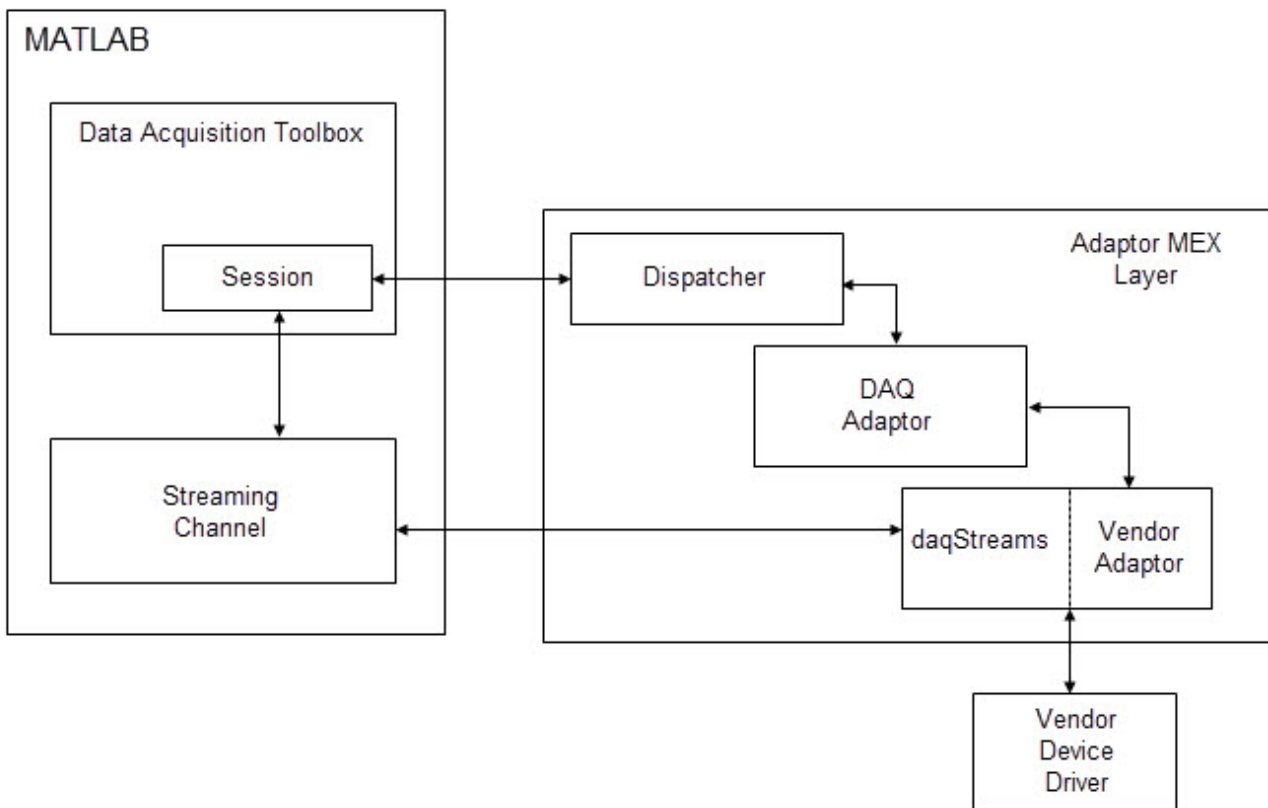 MATLAB
Data Acquisition Toolbox
Session
Streaming
Channel
Adaptor MEX
Layer
Dispatcher
DAQ
Adaptor
daqStreams
Vendor
Adaptor
Vendor
Device
Driver